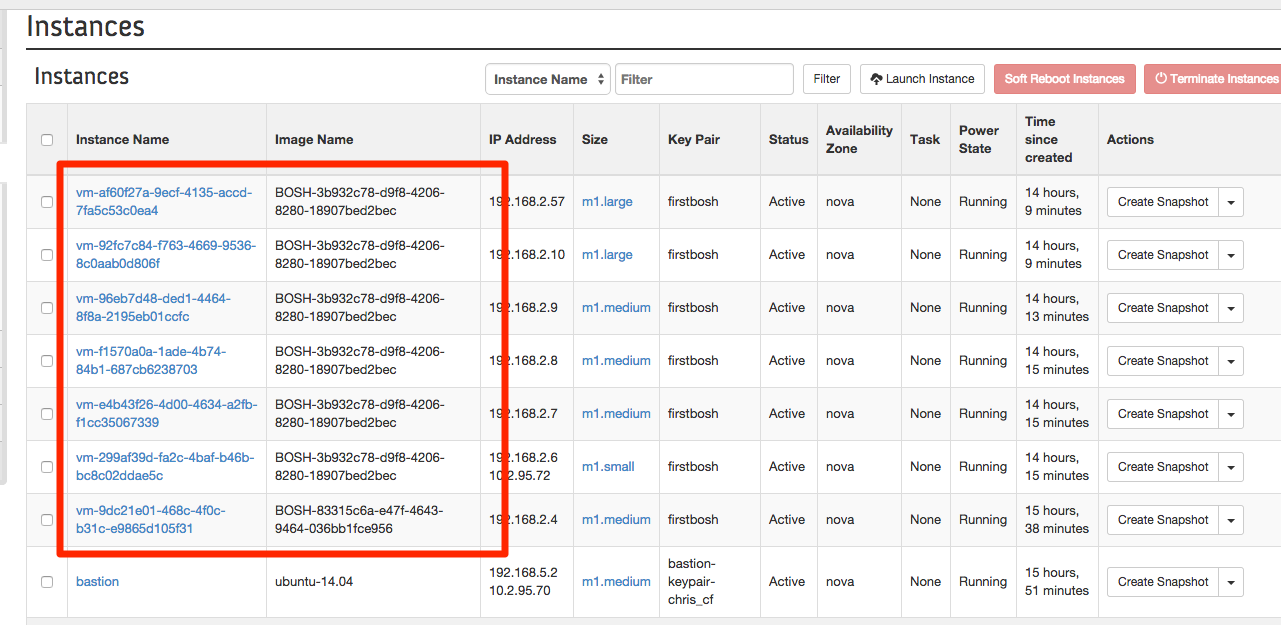 Instances
Instances
Instance Name
Filter
Filter
Launch Instance
Soft Reboot Instances
Terminate Instances
Instance Name
Image Name
IP Address
Size
Key Pair
Status
Availability
Zone
Task
Power
State
Time
since
created
Actions
vm-af60f27a-9ecf-4135-accd-
7fa5c53c0ea4
BOSH-3b932c78-d9f8-4206-
8280-18907bed2bec
192.168.2.57
m1.large
firstbosh
Active
nova
None
Running
14 hours,
9 minutes
Create Snapshot
vm-92fc7c84-f763-4669-9536-
8c0aab0d806f
BOSH-3b932c78-d9f8-4206-
8280-18907bed2bec
192.168.2.10
m1.large
firstbosh
Active
nova
None
Running
14 hours,
9 minutes
Create Snapshot
vm-96eb7d48-ded1-4464-
8f8a-2195eb01ccfc
BOSH-3b932c78-d9f8-4206-
8280-18907bed2bec
192.168.2.9
m1.medium
firstbosh
Active
nova
None
Running
14 hours,
13 minutes
Create Snapshot
vm-f1570a0a-1ade-4b74-
84b1-687cb6238703
BOSH-3b932c78-d9f8-4206-
8280-18907bed2bec
192.168.2.8
m1.medium
firstbosh
Active
nova
None
Running
14 hours,
15 minutes
Create Snapshot
vm-e4b43f26-4d00-4634-a2fb-
f1cc35067339
BOSH-3b932c78-d9f8-4206-
8280-18907bed2bec
192.168.2.7
m1.medium
firstbosh
Active
nova
None
Running
14 hours,
15 minutes
Create Snapshot
vm-299af39d-fa2c-4baf-b46b-
bc8c02ddae5c
BOSH-3b932c78-d9f8-4206-
8280-18907bed2bec
192.168.2.6
10.2.95.72
m1.small
firstbosh
Active
nova
None
Running
14 hours,
15 minutes
Create Snapshot
vm-9dc21e01-468c-4f0c-
b31c-e9865d105f31
BOSH-83315c6a-e47f-4643-
9464-036bb1fce956
192.168.2.4
m1.medium
firstbosh
Active
nova
None
Running
15 hours,
38 minutes
Create Snapshot
bastion
ubuntu-14.04
192.168.5.2
10.2.95.70
m1.medium
bastion-
keypair-
chris_cf
Active
nova
None
Running
15 hours,
51 minutes
Create Snapshot